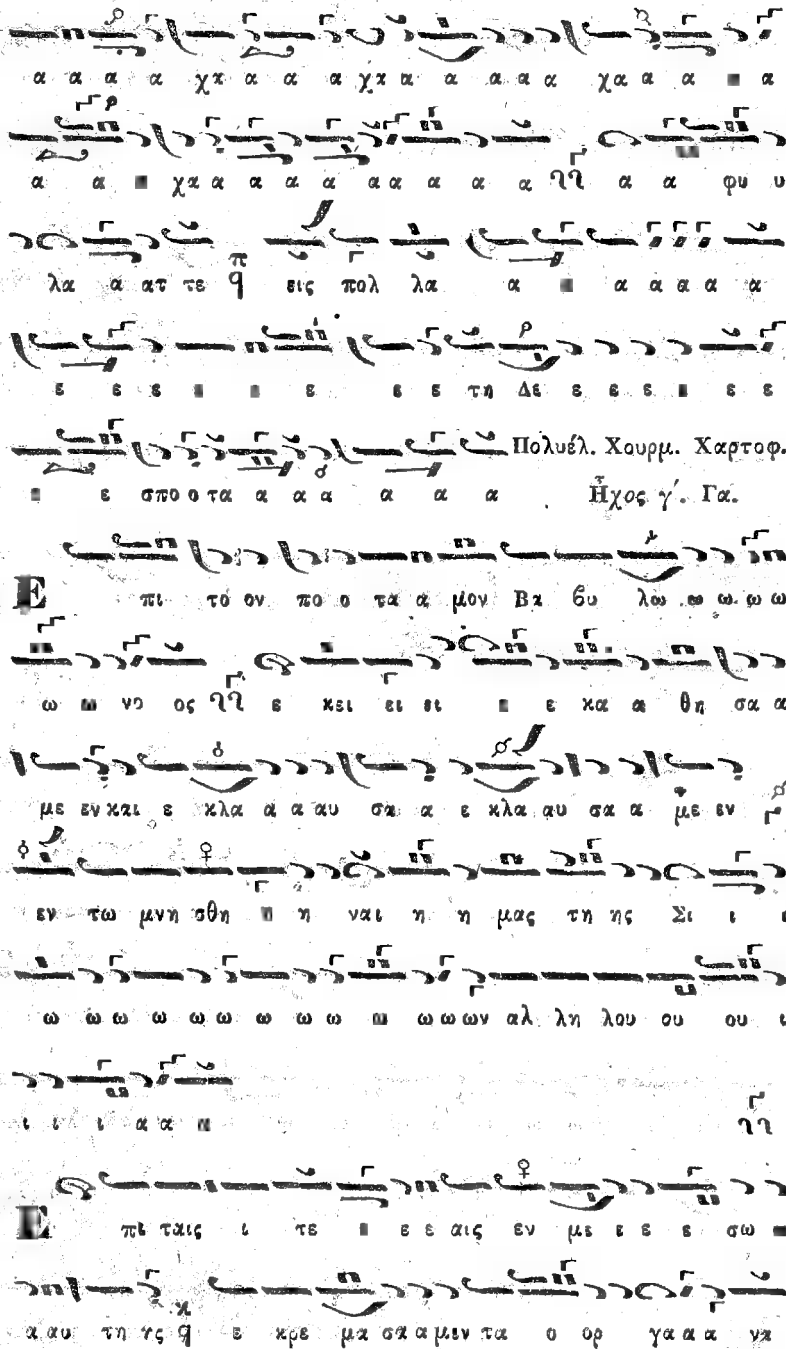 α α α α χα α α α χα α α α α α χα α α α α
α α α χα α α α α α α α α α α α φυ υ
λα α ατ τε εις πολ λα α α α α α α α
ε ε ε ε ε ε ε ε τη Δε ε ε ε ε ε ε
ε ε σπο ο τα α α α α α α Πολυέλ. Χουρμ. Χαρτοφ.
Ἦχος γ΄. Γα.
Ε πι το ον πο ο τα α μον Βα βυ λω ω ω ω ω
ω ω νο ος ε κει ει ει ε ε κα α θη σα α
με εν και ε κλα α α αυ σα α ε κλα αυ σα α με εν
εν τω μνη σθη η η ναι η η μας τη ης Σι ι ι
ω ω ω ω ω ω ω ω ω ω ω ω ων αλ λη λου ου ου ι
ι ι ι α α α
Ε πι ταις ι τε ε ε ε αις εν με ε ε ε ε σω
α αυ τη ης ε κρε μα σα α μεν τα ο ορ γα α α να